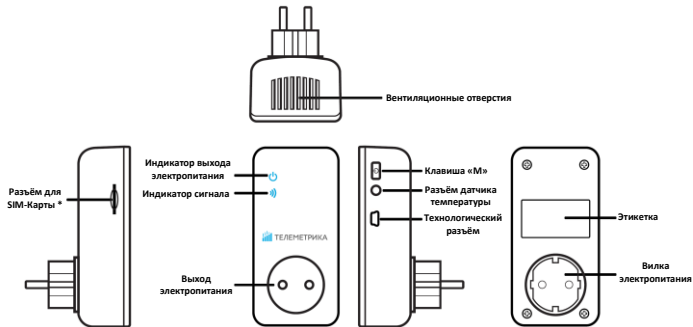 Вентиляционные отверстия
Индикатор выхода
электропитания
Индикатор сигнала
Разъём для
SIM-Карты *
ТЕЛЕМЕТРИКА
Выход
электропитания
Клавиша «М»
Разъём датчика
температуры
Технологический
разъём
Этикетка
Вилка
электропитания